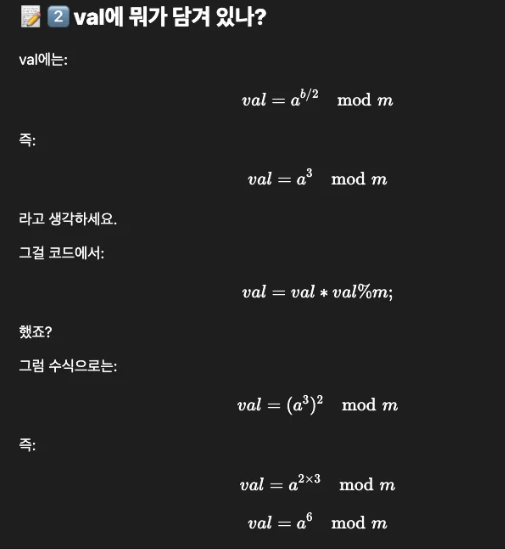 📝 2️⃣ val에 뭐가 담겨 있나?
val에는:
val = a^{b/2} mod m
즉:
val = a^3 mod m
라고 생각하세요.
그걸 코드에서:
val = val ∗ val%m;
했죠?
그럼 수식으로는:
val = (a^3)^2 mod m
즉:
val = a^{2×3} mod m
val = a^6 mod m